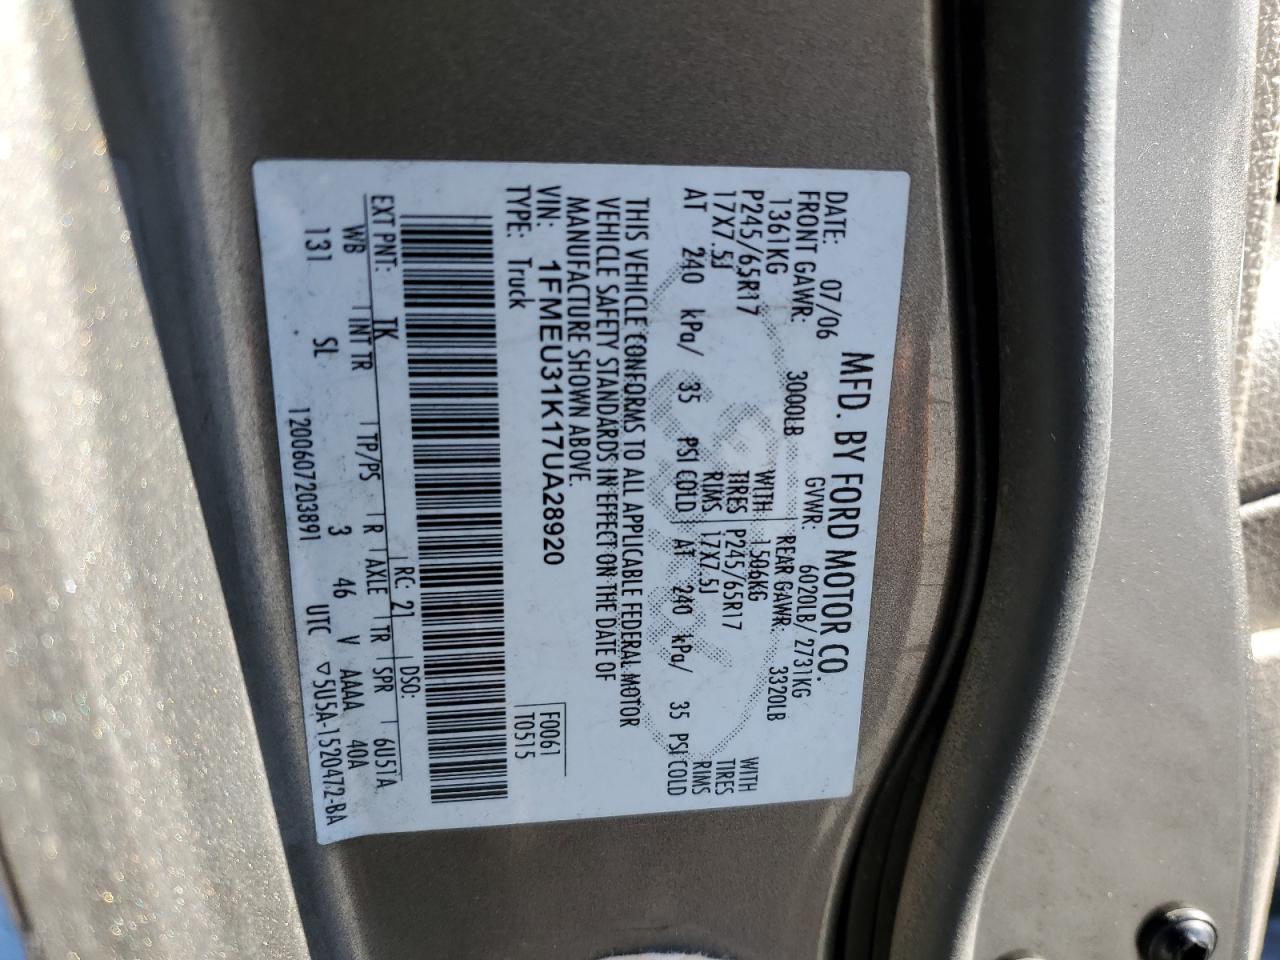 MFD. BY FORD MOTOR CO.
DATE: 07/06 GVWR: 6020LB/ 2731KG
FRONT GAWR: 3000LB REAR GAWR: 3320LB
1361KG WITH 1506KG WITH
P245/65R17 TIRES P245/65R17 TIRES
17X7.5J RIMS 17X7.5J RIMS
AT 240 kPa/ 35 PSI COLD AT 240 kPa/ 35 PSI COLD
THIS VEHICLE CONFORMS TO ALL APPLICABLE FEDERAL MOTOR
VEHICLE SAFETY STANDARDS IN EFFECT ON THE DATE OF
MANUFACTURE SHOWN ABOVE.
VIN: 1FMEU31K17UA28920 F0061
TYPE: Truck T0515
EXT PNT: TK RC: 21 DSO:
WB INT TR TP/PS R AXLE TR SPR 6U5TA
131 SL 3 46 V AAAA 40A
1200607203891 UTC ▽5U5A-1520472-BA